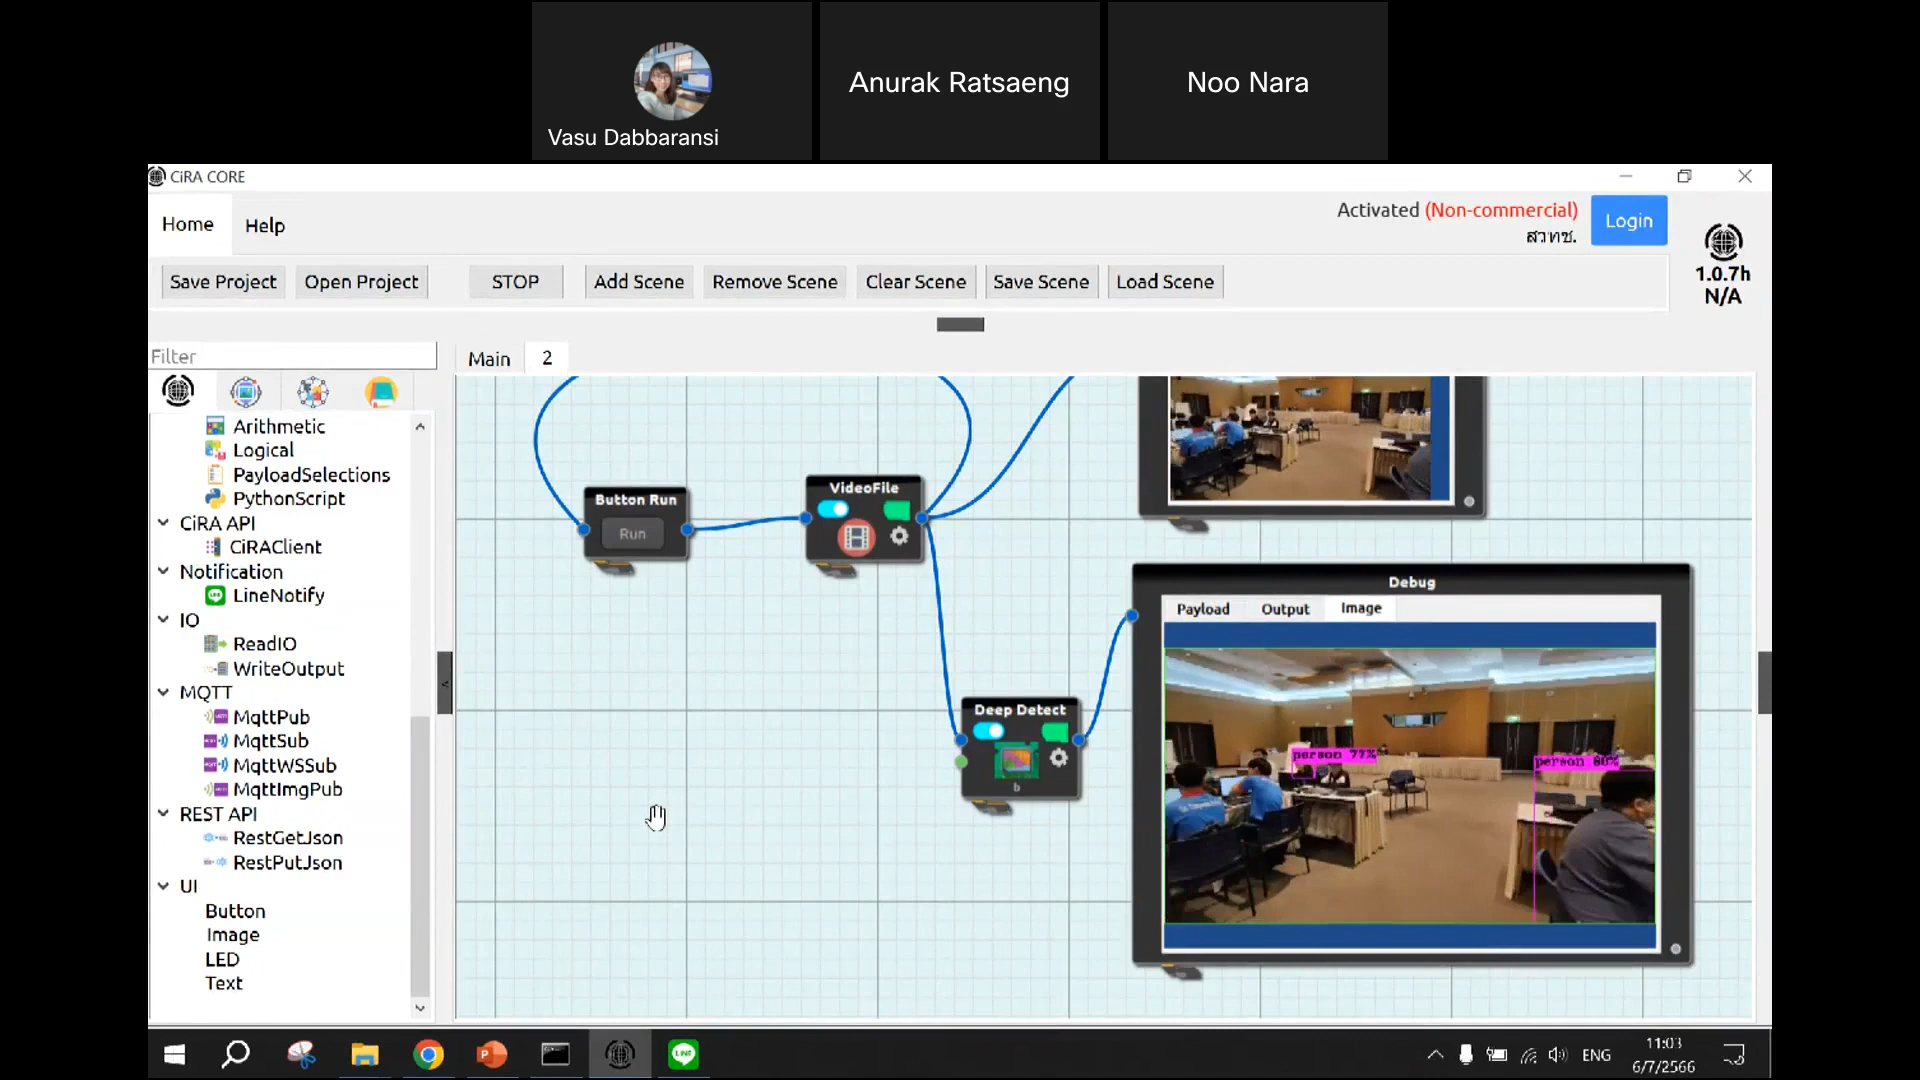 Vasu Dabbaransi
Anurak Ratsaeng
Noo Nara
CiRA CORE
Home
Help
Activated (Non-commercial)
สวทช.
Login
1.0.7h
N/A
Save Project
Open Project
STOP
Add Scene
Remove Scene
Clear Scene
Save Scene
Load Scene
Filter
Main
2
Arithmetic
Logical
PayloadSelections
PythonScript
CiRA API
CiRAClient
Notification
LineNotify
IO
ReadIO
WriteOutput
MQTT
MqttPub
MqttSub
MqttWSSub
MqttImgPub
REST API
RestGetJson
RestPutJson
UI
Button
Image
LED
Text
Button Run
Run
VideoFile
Deep Detect
b
Debug
Payload
Output
Image
person 77%
person 80%
ENG
11:03
6/7/2566